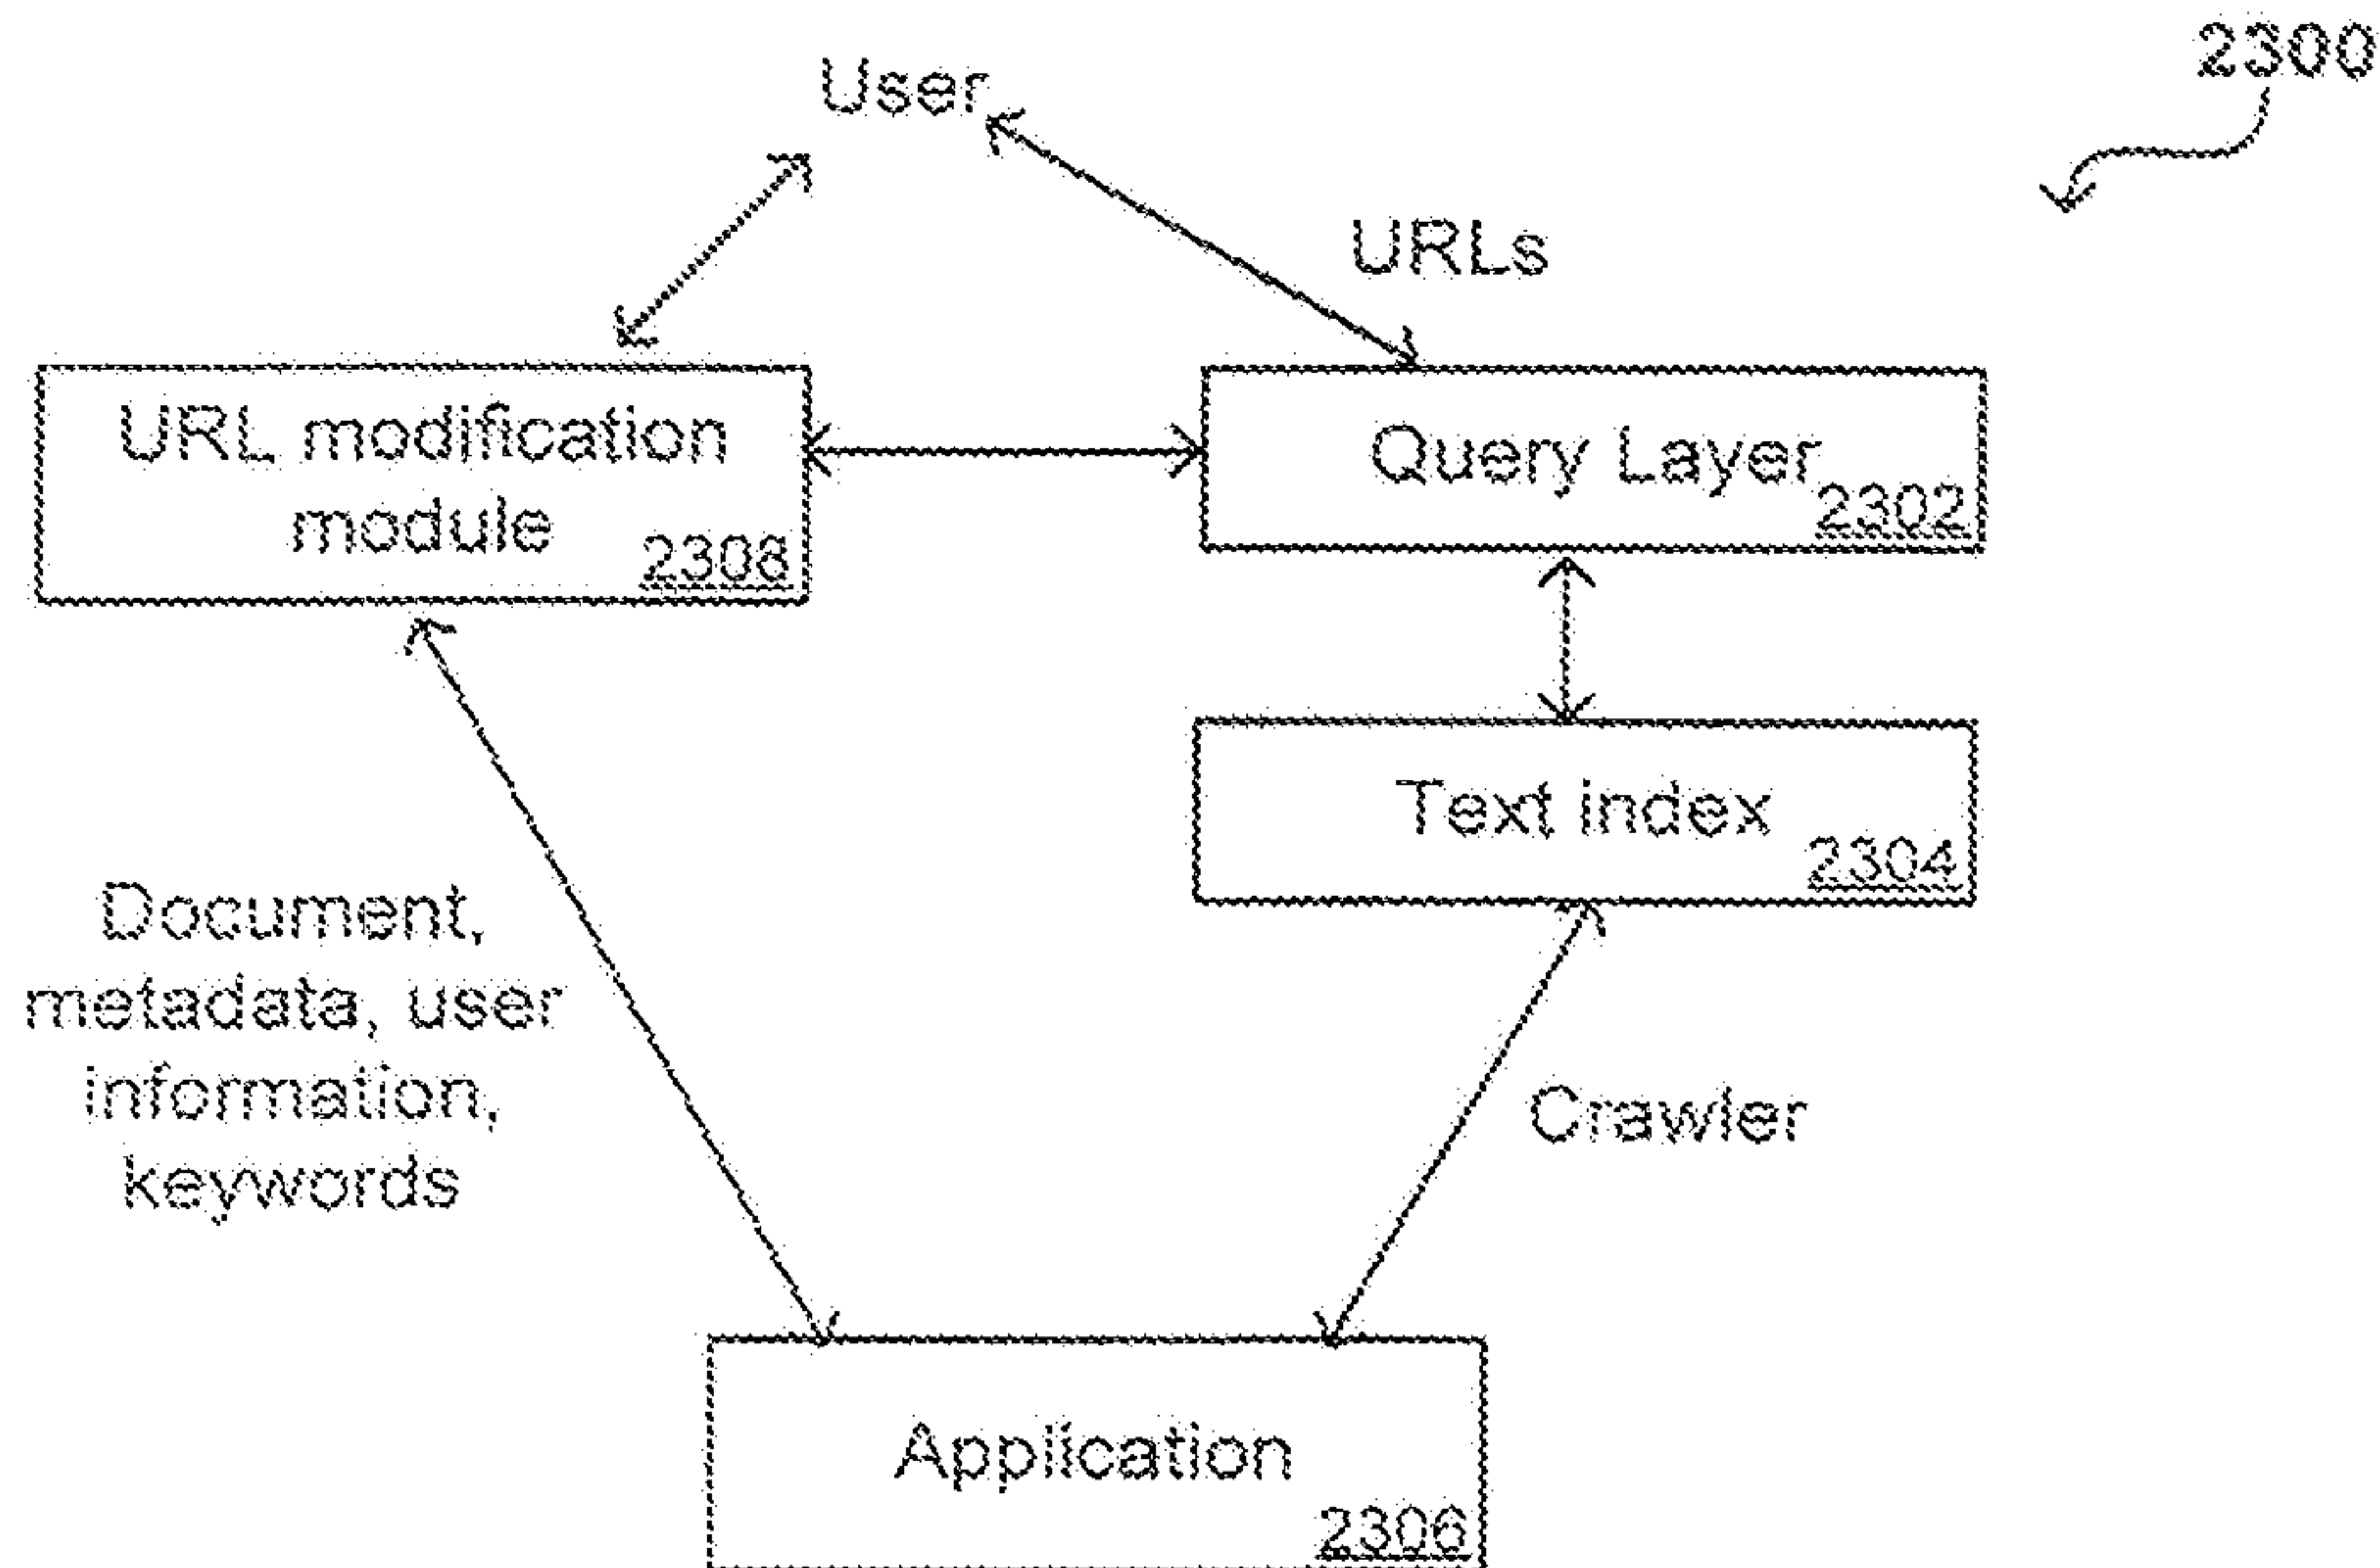 2300
User
URLs
URL modification
module
2308
Query Layer
2302
Text index
2304
Document,
metadata, user
information,
keywords
Crawler
Application
2306